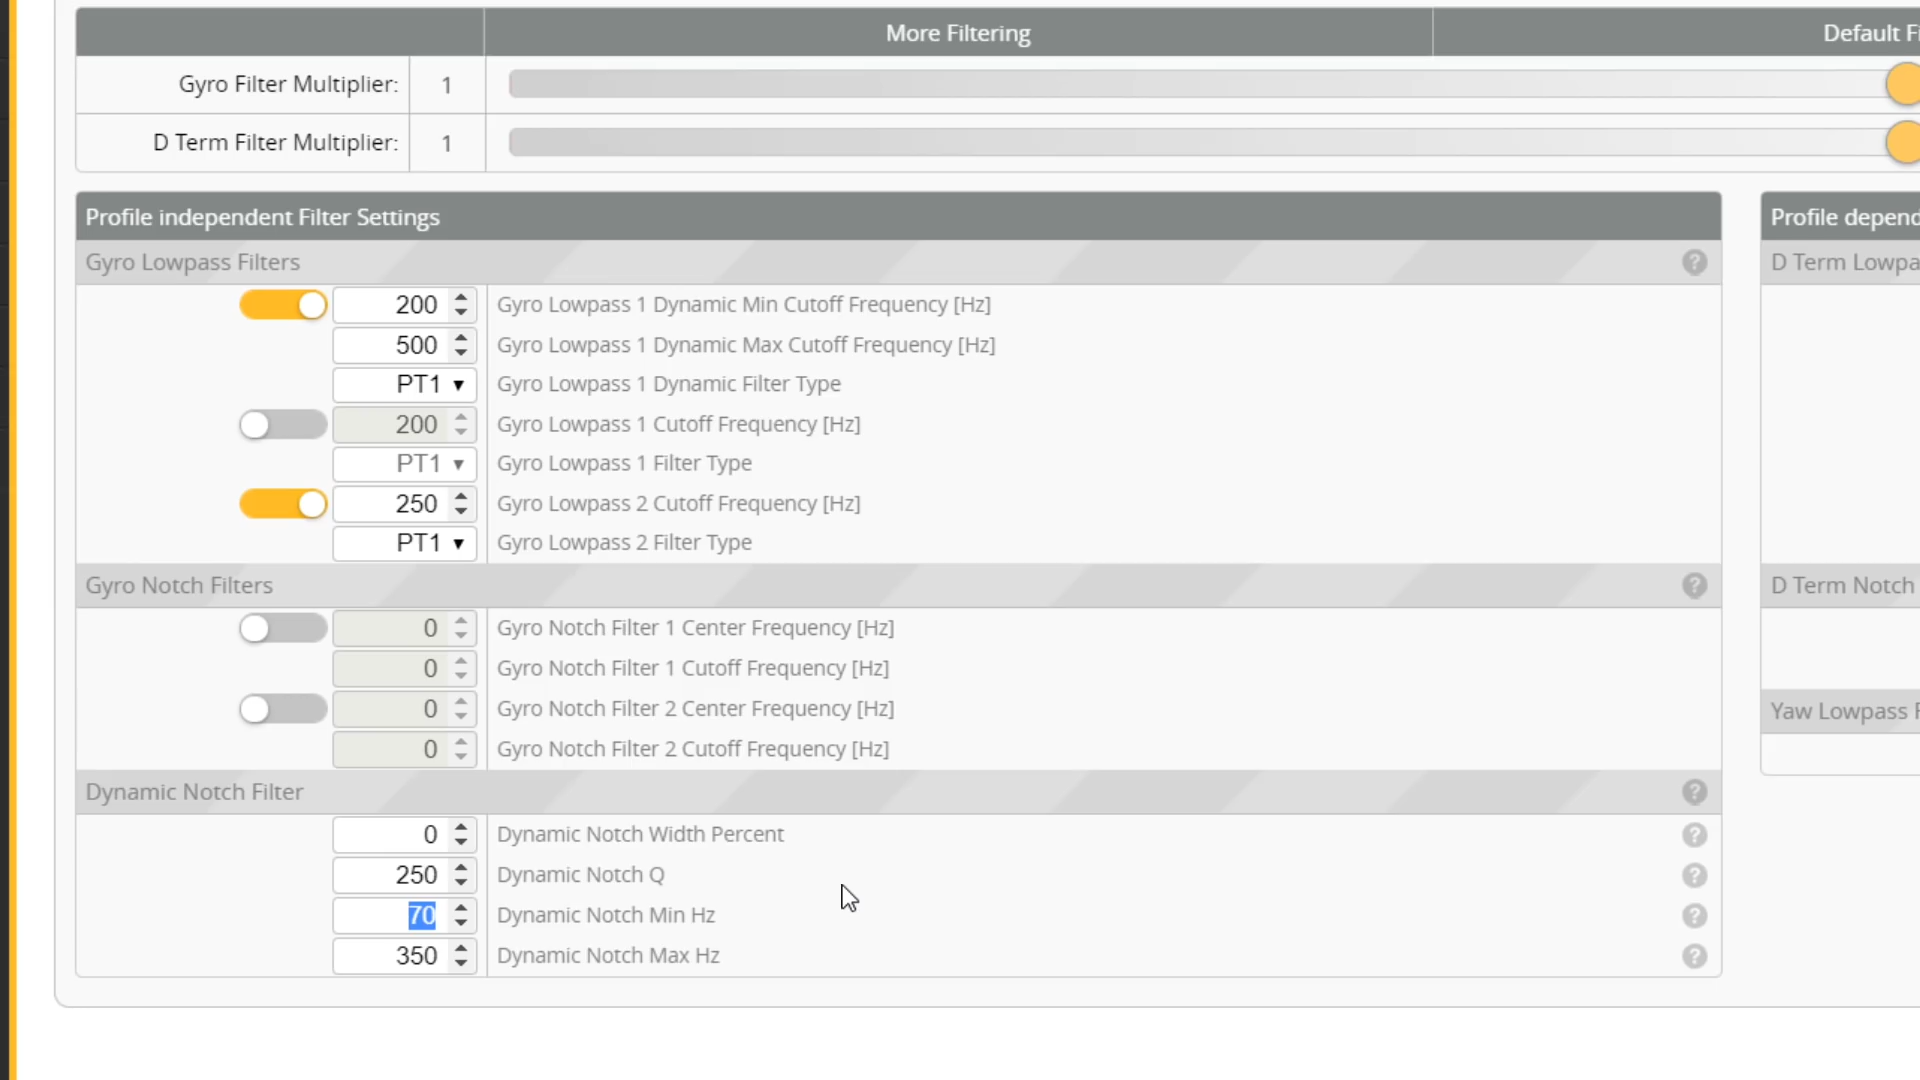 More Filtering Default Fi
Gyro Filter Multiplier: 1
D Term Filter Multiplier: 1
Profile independent Filter Settings Profile depend
Gyro Lowpass Filters ? D Term Lowpa
200 Gyro Lowpass 1 Dynamic Min Cutoff Frequency [Hz]
500 Gyro Lowpass 1 Dynamic Max Cutoff Frequency [Hz]
PT1 Gyro Lowpass 1 Dynamic Filter Type
200 Gyro Lowpass 1 Cutoff Frequency [Hz]
PT1 Gyro Lowpass 1 Filter Type
250 Gyro Lowpass 2 Cutoff Frequency [Hz]
PT1 Gyro Lowpass 2 Filter Type
Gyro Notch Filters ? D Term Notch
0 Gyro Notch Filter 1 Center Frequency [Hz]
0 Gyro Notch Filter 1 Cutoff Frequency [Hz]
0 Gyro Notch Filter 2 Center Frequency [Hz] Yaw Lowpass F
0 Gyro Notch Filter 2 Cutoff Frequency [Hz]
Dynamic Notch Filter ?
0 Dynamic Notch Width Percent ?
250 Dynamic Notch Q ?
70 Dynamic Notch Min Hz ?
350 Dynamic Notch Max Hz ?